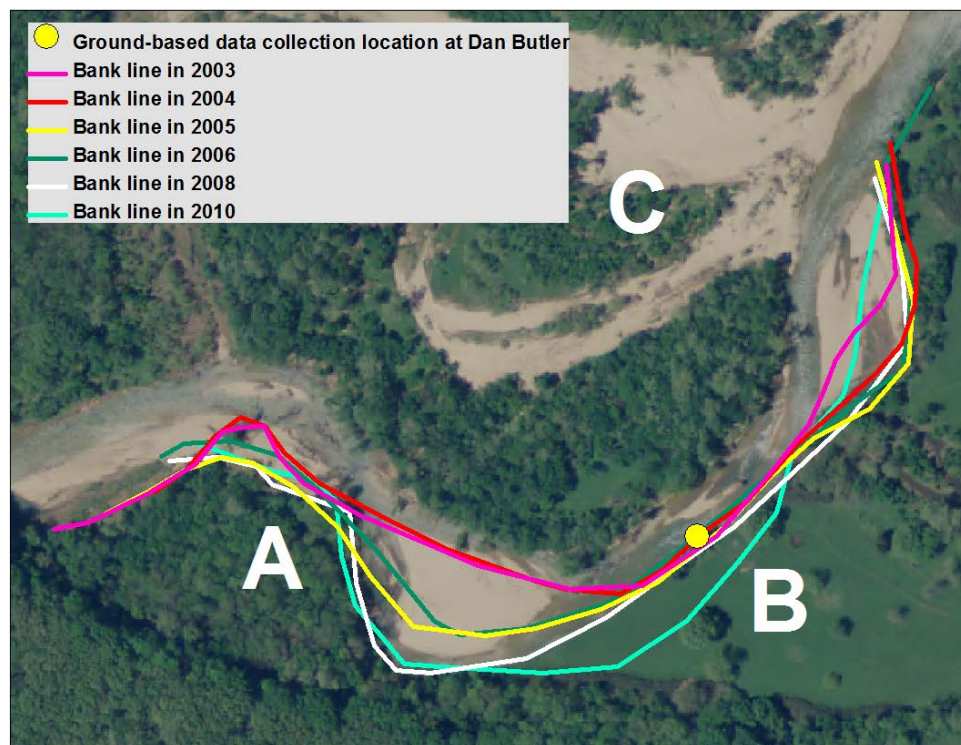 Ground-based data collection location at Dan Butler
Bank line in 2003
Bank line in 2004
Bank line in 2005
Bank line in 2006
Bank line in 2008
Bank line in 2010
C
A
B